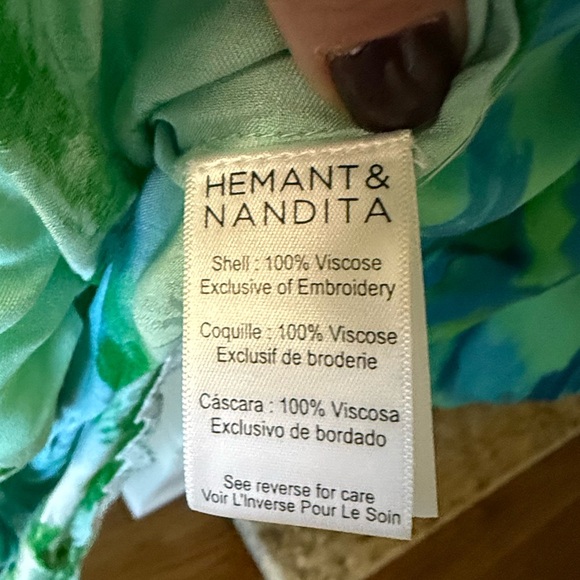 HEMANT &
NANDITA
Shell : 100% Viscose
Exclusive of Embroidery
Coquille : 100% Viscose
Exclusif de broderie
Cáscara : 100% Viscosa
Exclusivo de bordado
See reverse for care
Voir L'Inverse Pour Le Soin